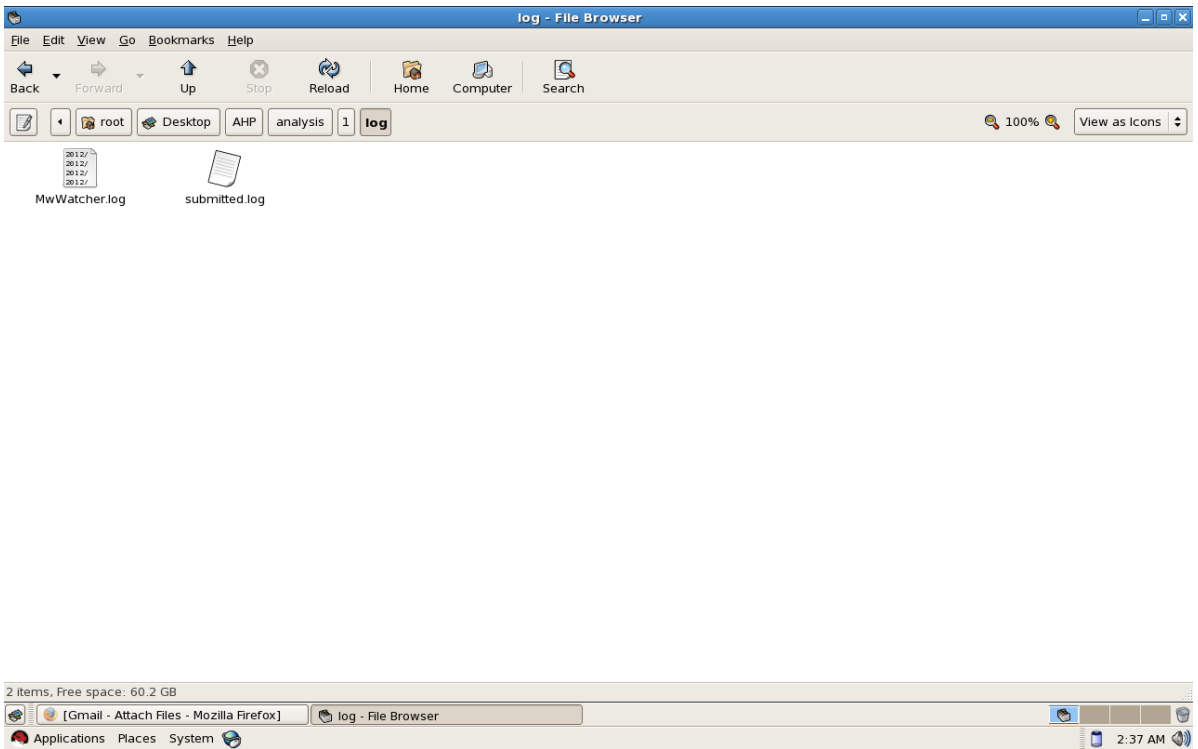 log - File Browser
File Edit View Go Bookmarks Help
Back Forward Up Stop Reload Home Computer Search
root Desktop AHP analysis 1 log 100% View as Icons
2012/
2012/
2012/
2012/
MwWatcher.log submitted.log
2 items, Free space: 60.2 GB
[Gmail - Attach Files - Mozilla Firefox] log - File Browser
Applications Places System 2:37 AM